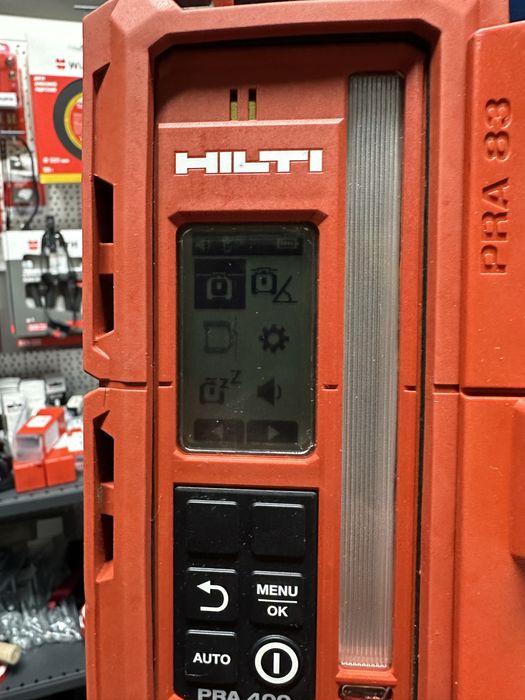 HILTI
PRA 83
Z Z Z
MENU
OK
AUTO
PRA 400